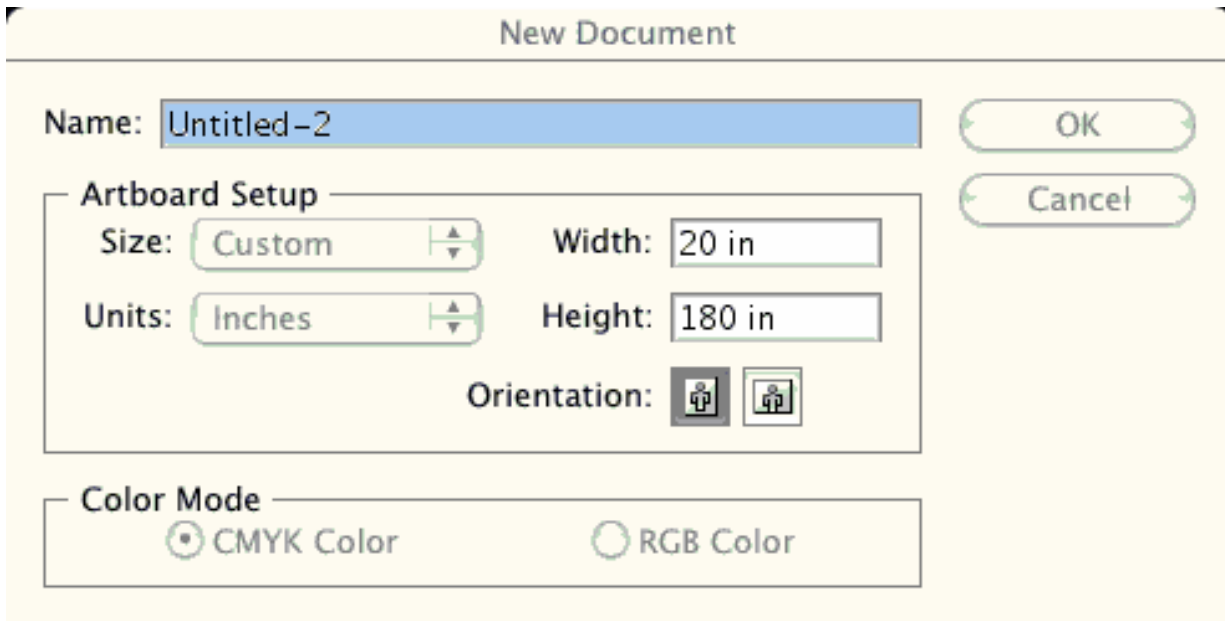 New Document
Name: Untitled-2
OK
Artboard Setup
Cancel
Size: Custom
Width: 20 in
Units: Inches
Height: 180 in
Orientation:
Color Mode
CMYK Color
RGB Color